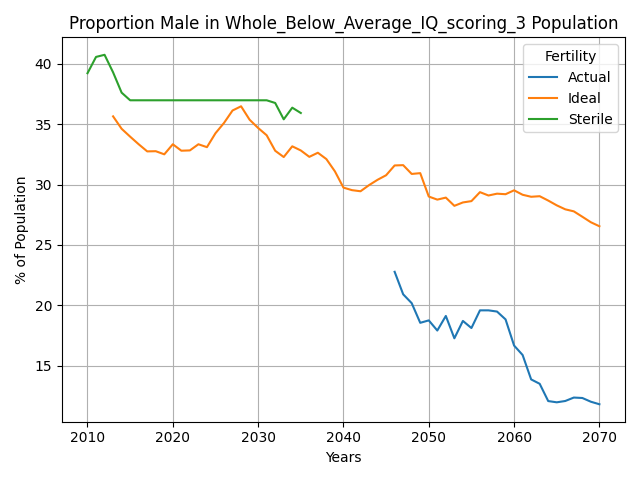 Proportion Male in Whole_Below_Average_IQ_scoring_3 Population
Fertility
Actual
Ideal
Sterile
% of Population
40
35
30
25
20
15
2010 2020 2030 2040 2050 2060 2070
Years